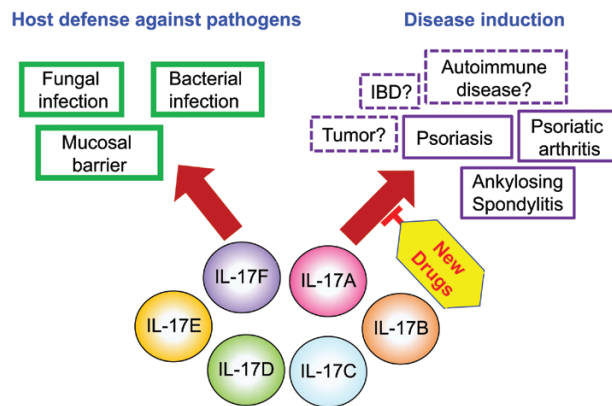 Host defense against pathogens
Fungal
infection
Bacterial
infection
Mucosal
barrier
Disease induction
IBD?
Autoimmune
disease?
Tumor?
Psoriasis
Psoriatic
arthritis
Ankylosing
Spondylitis
New
Drugs
IL-17F
IL-17A
IL-17E
IL-17B
IL-17D
IL-17C